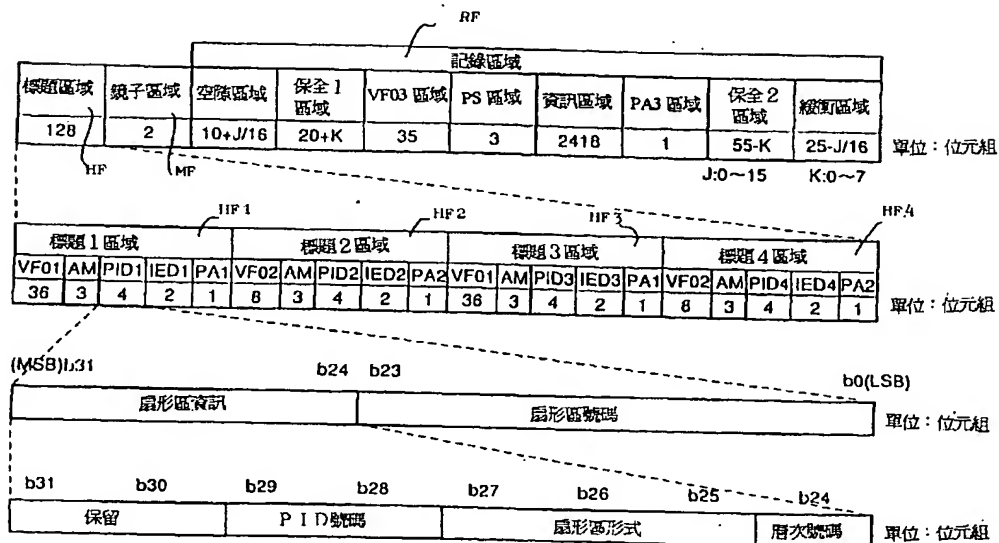 RF
記錄區域
標題區域 鏡子區域 空隙區域 保全1區域 VF03 區域 PS 區域 資訊區域 PA3 區域 保全2區域 緩衝區域
128 2 10+J/16 20+K 35 3 2418 1 55-K 25-J/16 單位：位元組
HF MF J:0～15 K:0～7
HF1 HF2 HF3 HF4
標題1區域 標題2區域 標題3區域 標題4區域
VF01 AM PID1 IED1 PA1 VF02 AM PID2 IED2 PA2 VF01 AM PID3 IED3 PA1 VF02 AM PID4 IED4 PA2
36 3 4 2 1 8 3 4 2 1 36 3 4 2 1 8 3 4 2 1 單位：位元組
(MSB)b31 b24 b23 b0(LSB)
扇形區資訊 扇形區號碼 單位：位元組
b31 b30 b29 b28 b27 b26 b25 b24
保留 PID號碼 扇形區形式 層次號碼 單位：位元組